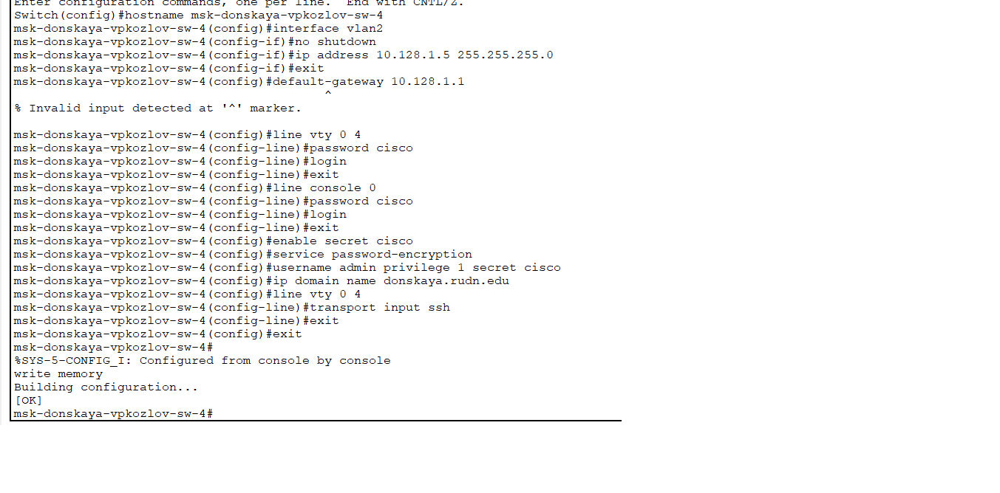 Enter configuration commands, one per line.  End with CNTL/Z.
Switch(config)#hostname msk-donskaya-vpkozlov-sw-4
msk-donskaya-vpkozlov-sw-4(config)#interface vlan2
msk-donskaya-vpkozlov-sw-4(config-if)#no shutdown
msk-donskaya-vpkozlov-sw-4(config-if)#ip address 10.128.1.5 255.255.255.0
msk-donskaya-vpkozlov-sw-4(config-if)#exit
msk-donskaya-vpkozlov-sw-4(config)#default-gateway 10.128.1.1
^
% Invalid input detected at '^' marker.
msk-donskaya-vpkozlov-sw-4(config)#line vty 0 4
msk-donskaya-vpkozlov-sw-4(config-line)#password cisco
msk-donskaya-vpkozlov-sw-4(config-line)#login
msk-donskaya-vpkozlov-sw-4(config-line)#exit
msk-donskaya-vpkozlov-sw-4(config)#line console 0
msk-donskaya-vpkozlov-sw-4(config-line)#password cisco
msk-donskaya-vpkozlov-sw-4(config-line)#login
msk-donskaya-vpkozlov-sw-4(config-line)#exit
msk-donskaya-vpkozlov-sw-4(config)#enable secret cisco
msk-donskaya-vpkozlov-sw-4(config)#service password-encryption
msk-donskaya-vpkozlov-sw-4(config)#username admin privilege 1 secret cisco
msk-donskaya-vpkozlov-sw-4(config)#ip domain name donskaya.rudn.edu
msk-donskaya-vpkozlov-sw-4(config)#line vty 0 4
msk-donskaya-vpkozlov-sw-4(config-line)#transport input ssh
msk-donskaya-vpkozlov-sw-4(config-line)#exit
msk-donskaya-vpkozlov-sw-4(config)#exit
msk-donskaya-vpkozlov-sw-4#
%SYS-5-CONFIG_I: Configured from console by console
write memory
Building configuration...
[OK]
msk-donskaya-vpkozlov-sw-4#